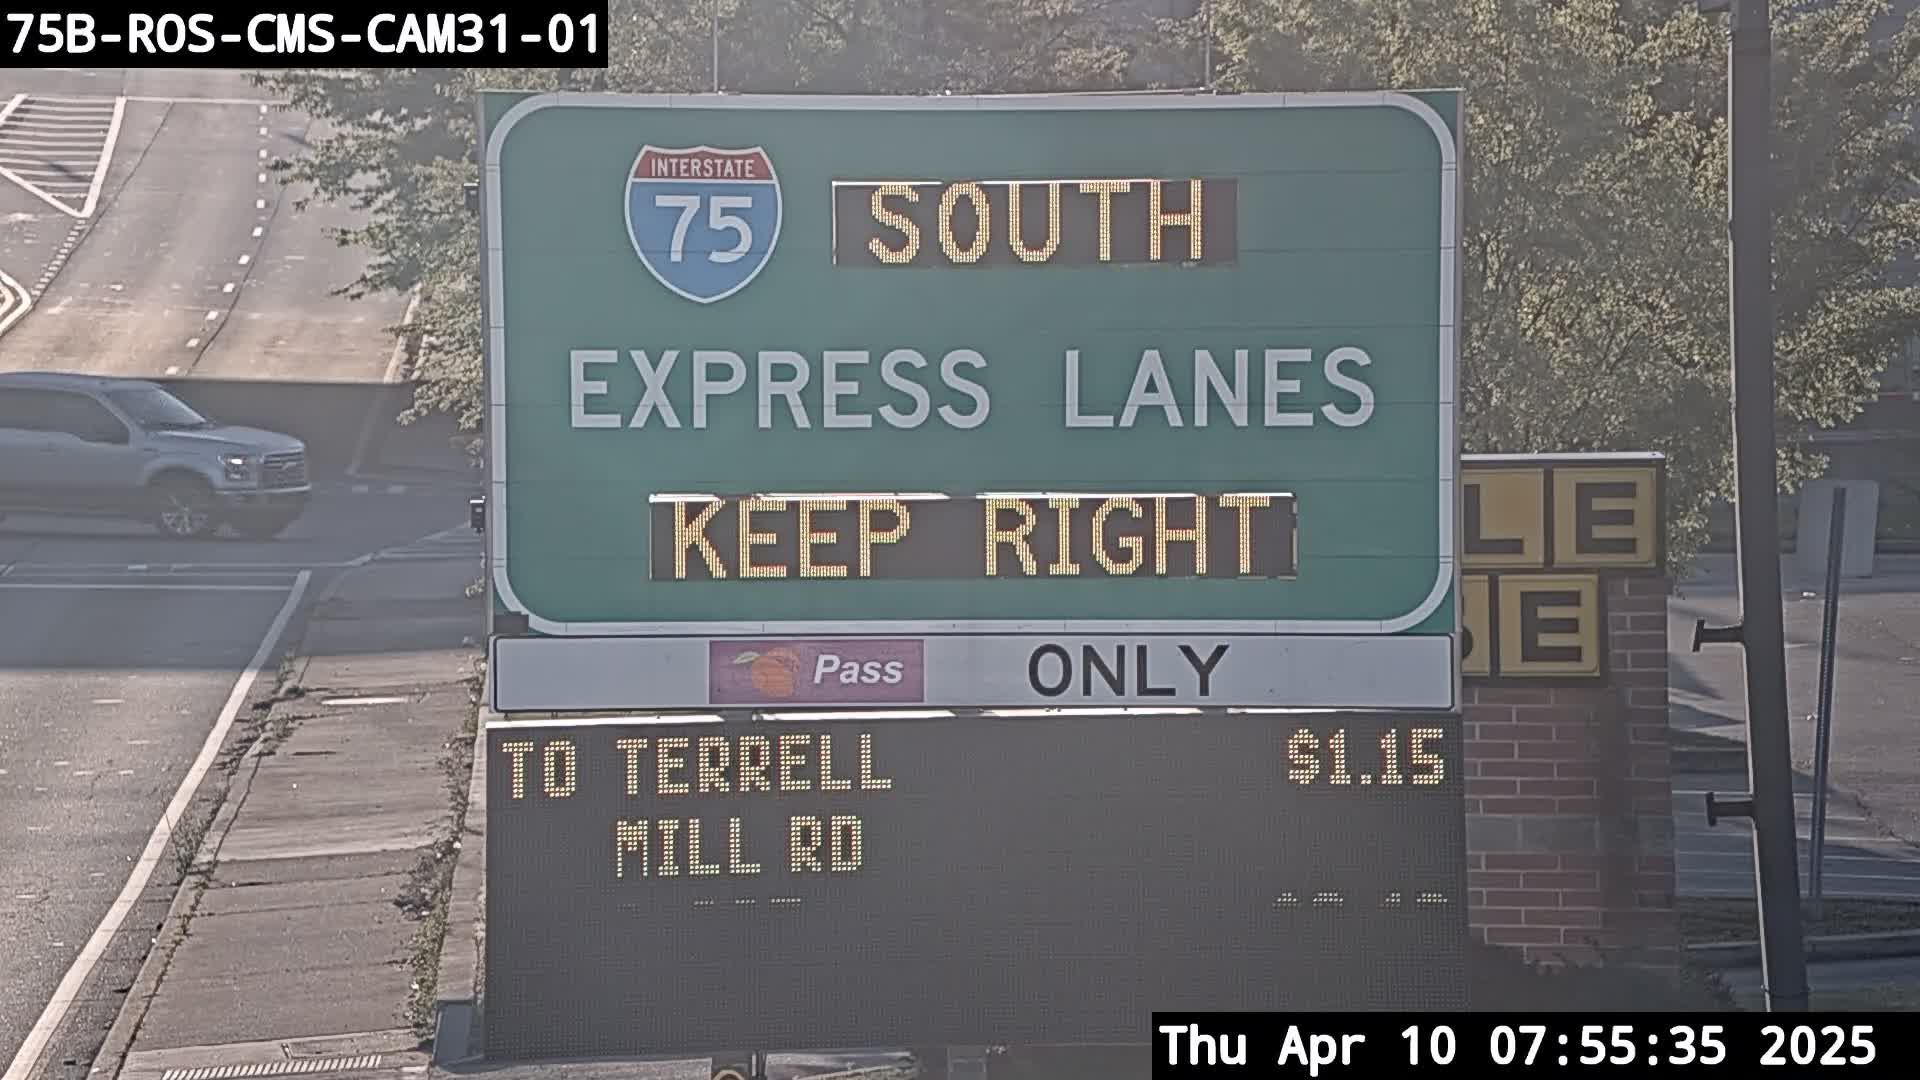 75B-ROS-CMS-CAM31-01
INTERSTATE
75
SOUTH
EXPRESS LANES
KEEP RIGHT
Pass ONLY
TO TERRELL $1.15
MILL RD
LE
E
Thu Apr 10 07:55:35 2025